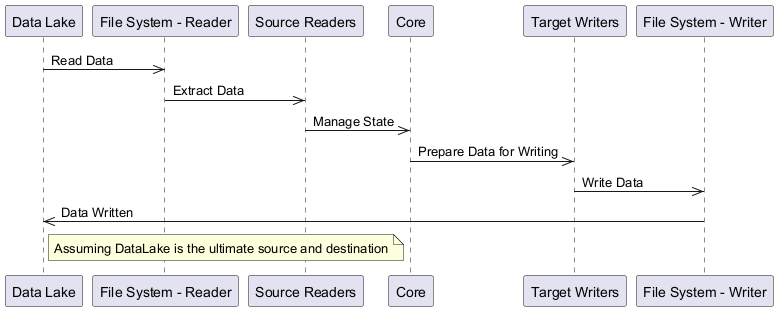 Data Lake File System - Reader Source Readers Core Target Writers File System - Writer
Read Data
Extract Data
Manage State
Prepare Data for Writing
Write Data
Data Written
Assuming DataLake is the ultimate source and destination
Data Lake File System - Reader Source Readers Core Target Writers File System - Writer